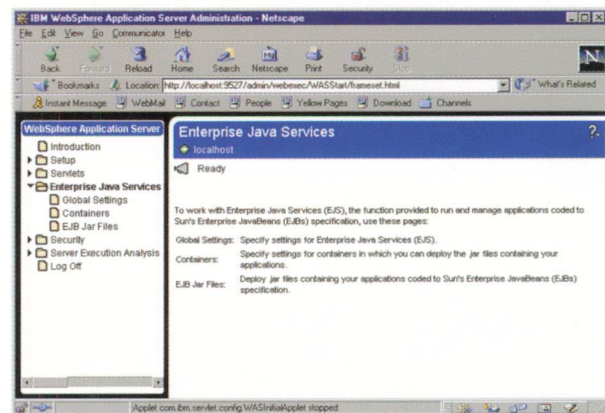 IBM WebSphere Application Server Administration - Netscape
File Edit View Go Communicator Help
Back Forward Reload Home Search Netscape Print Security Stop
Bookmarks Location: http://localhost:9527/admin/webexec/WASStart/frameset.html What's Related
Instant Message WebMail Contact People Yellow Pages Download Channels
WebSphere Application Server
Introduction
Setup
Servlets
Enterprise Java Services
Global Settings
Containers
EJB Jar Files
Security
Server Execution Analysis
Log Off
Enterprise Java Services
?
localhost
Ready
To work with Enterprise Java Services (EJS), the function provided to run and manage applications coded to
Sun's Enterprise JavaBeans (EJBs) specification, use these pages:
Global Settings: Specify settings for Enterprise Java Services (EJS).
Containers: Specify settings for containers in which you can deploy the jar files containing your
applications.
EJB Jar Files: Deploy jar files containing your applications coded to Sun's Enterprise JavaBeans (EJBs)
specification.
Applet com.ibm.servlet.config.WASInitialApplet stopped